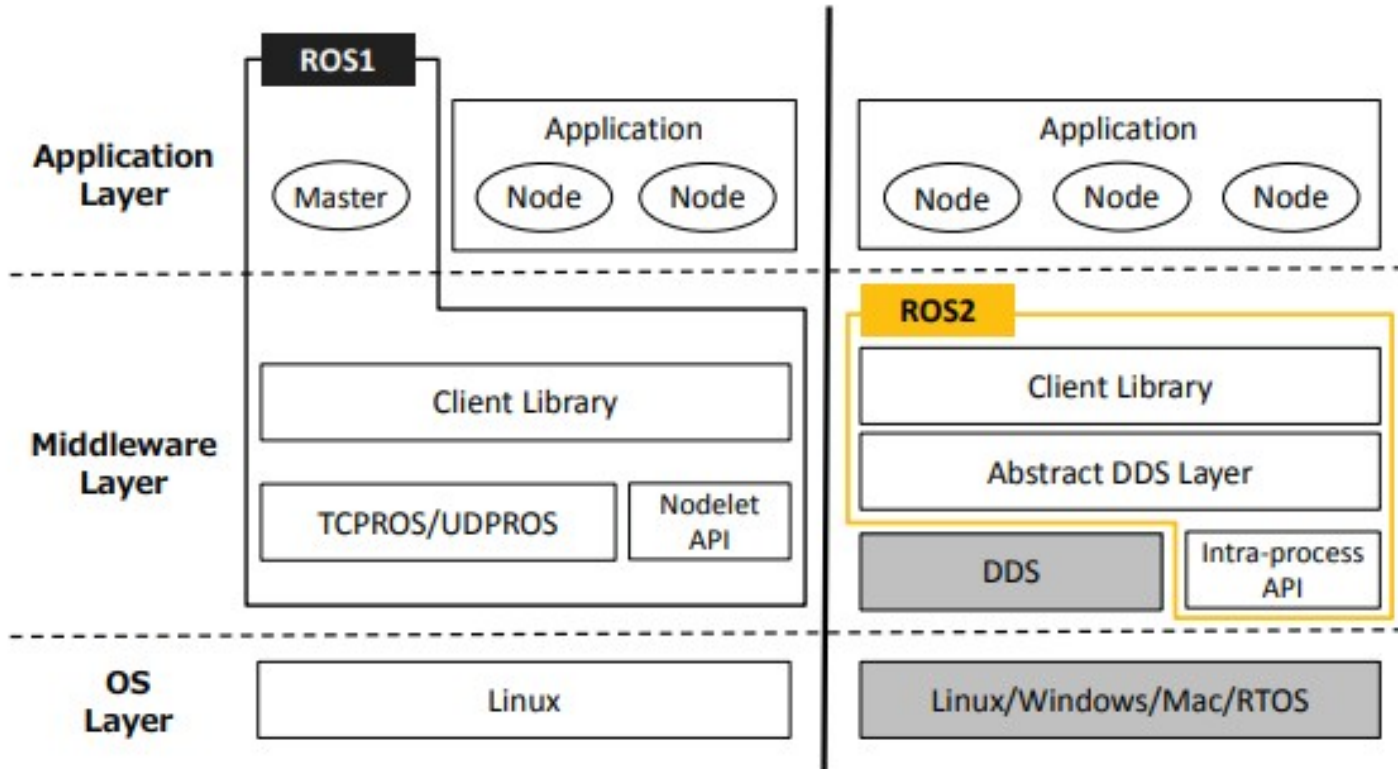 ROS1
Application
Layer
Master
Application
Node
Node
Application
Node
Node
Node
Middleware
Layer
Client Library
TCPROS/UDPROS
Nodelet
API
ROS2
Client Library
Abstract DDS Layer
DDS
Intra-process
API
OS
Layer
Linux
Linux/Windows/Mac/RTOS